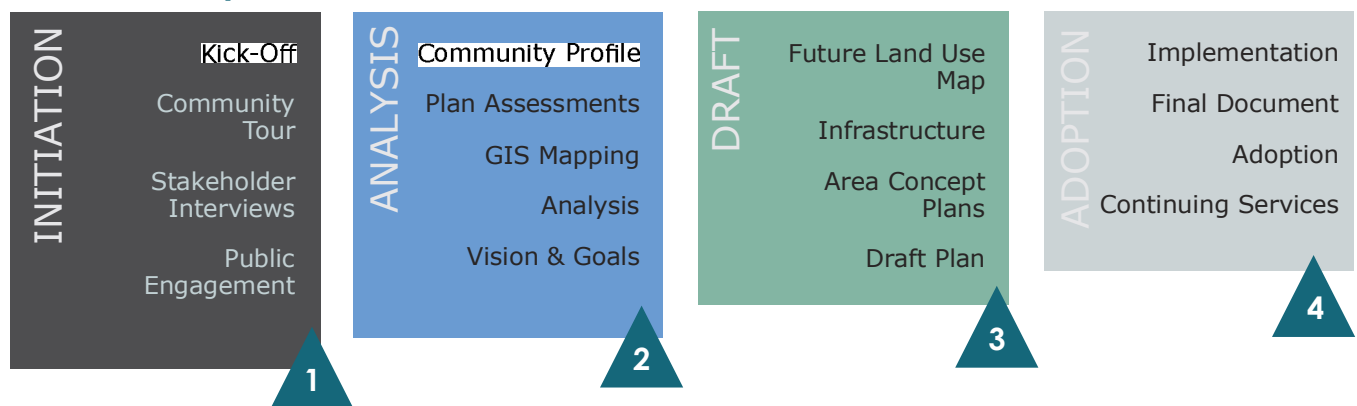 INITIATION
Kick-Off
Community
Tour
Stakeholder
Interviews
Public
Engagement
1
ANALYSIS
Community Profile
Plan Assessments
GIS Mapping
Analysis
Vision & Goals
2
DRAFT
Future Land Use
Map
Infrastructure
Area Concept
Plans
Draft Plan
3
ADOPTION
Implementation
Final Document
Adoption
Continuing Services
4